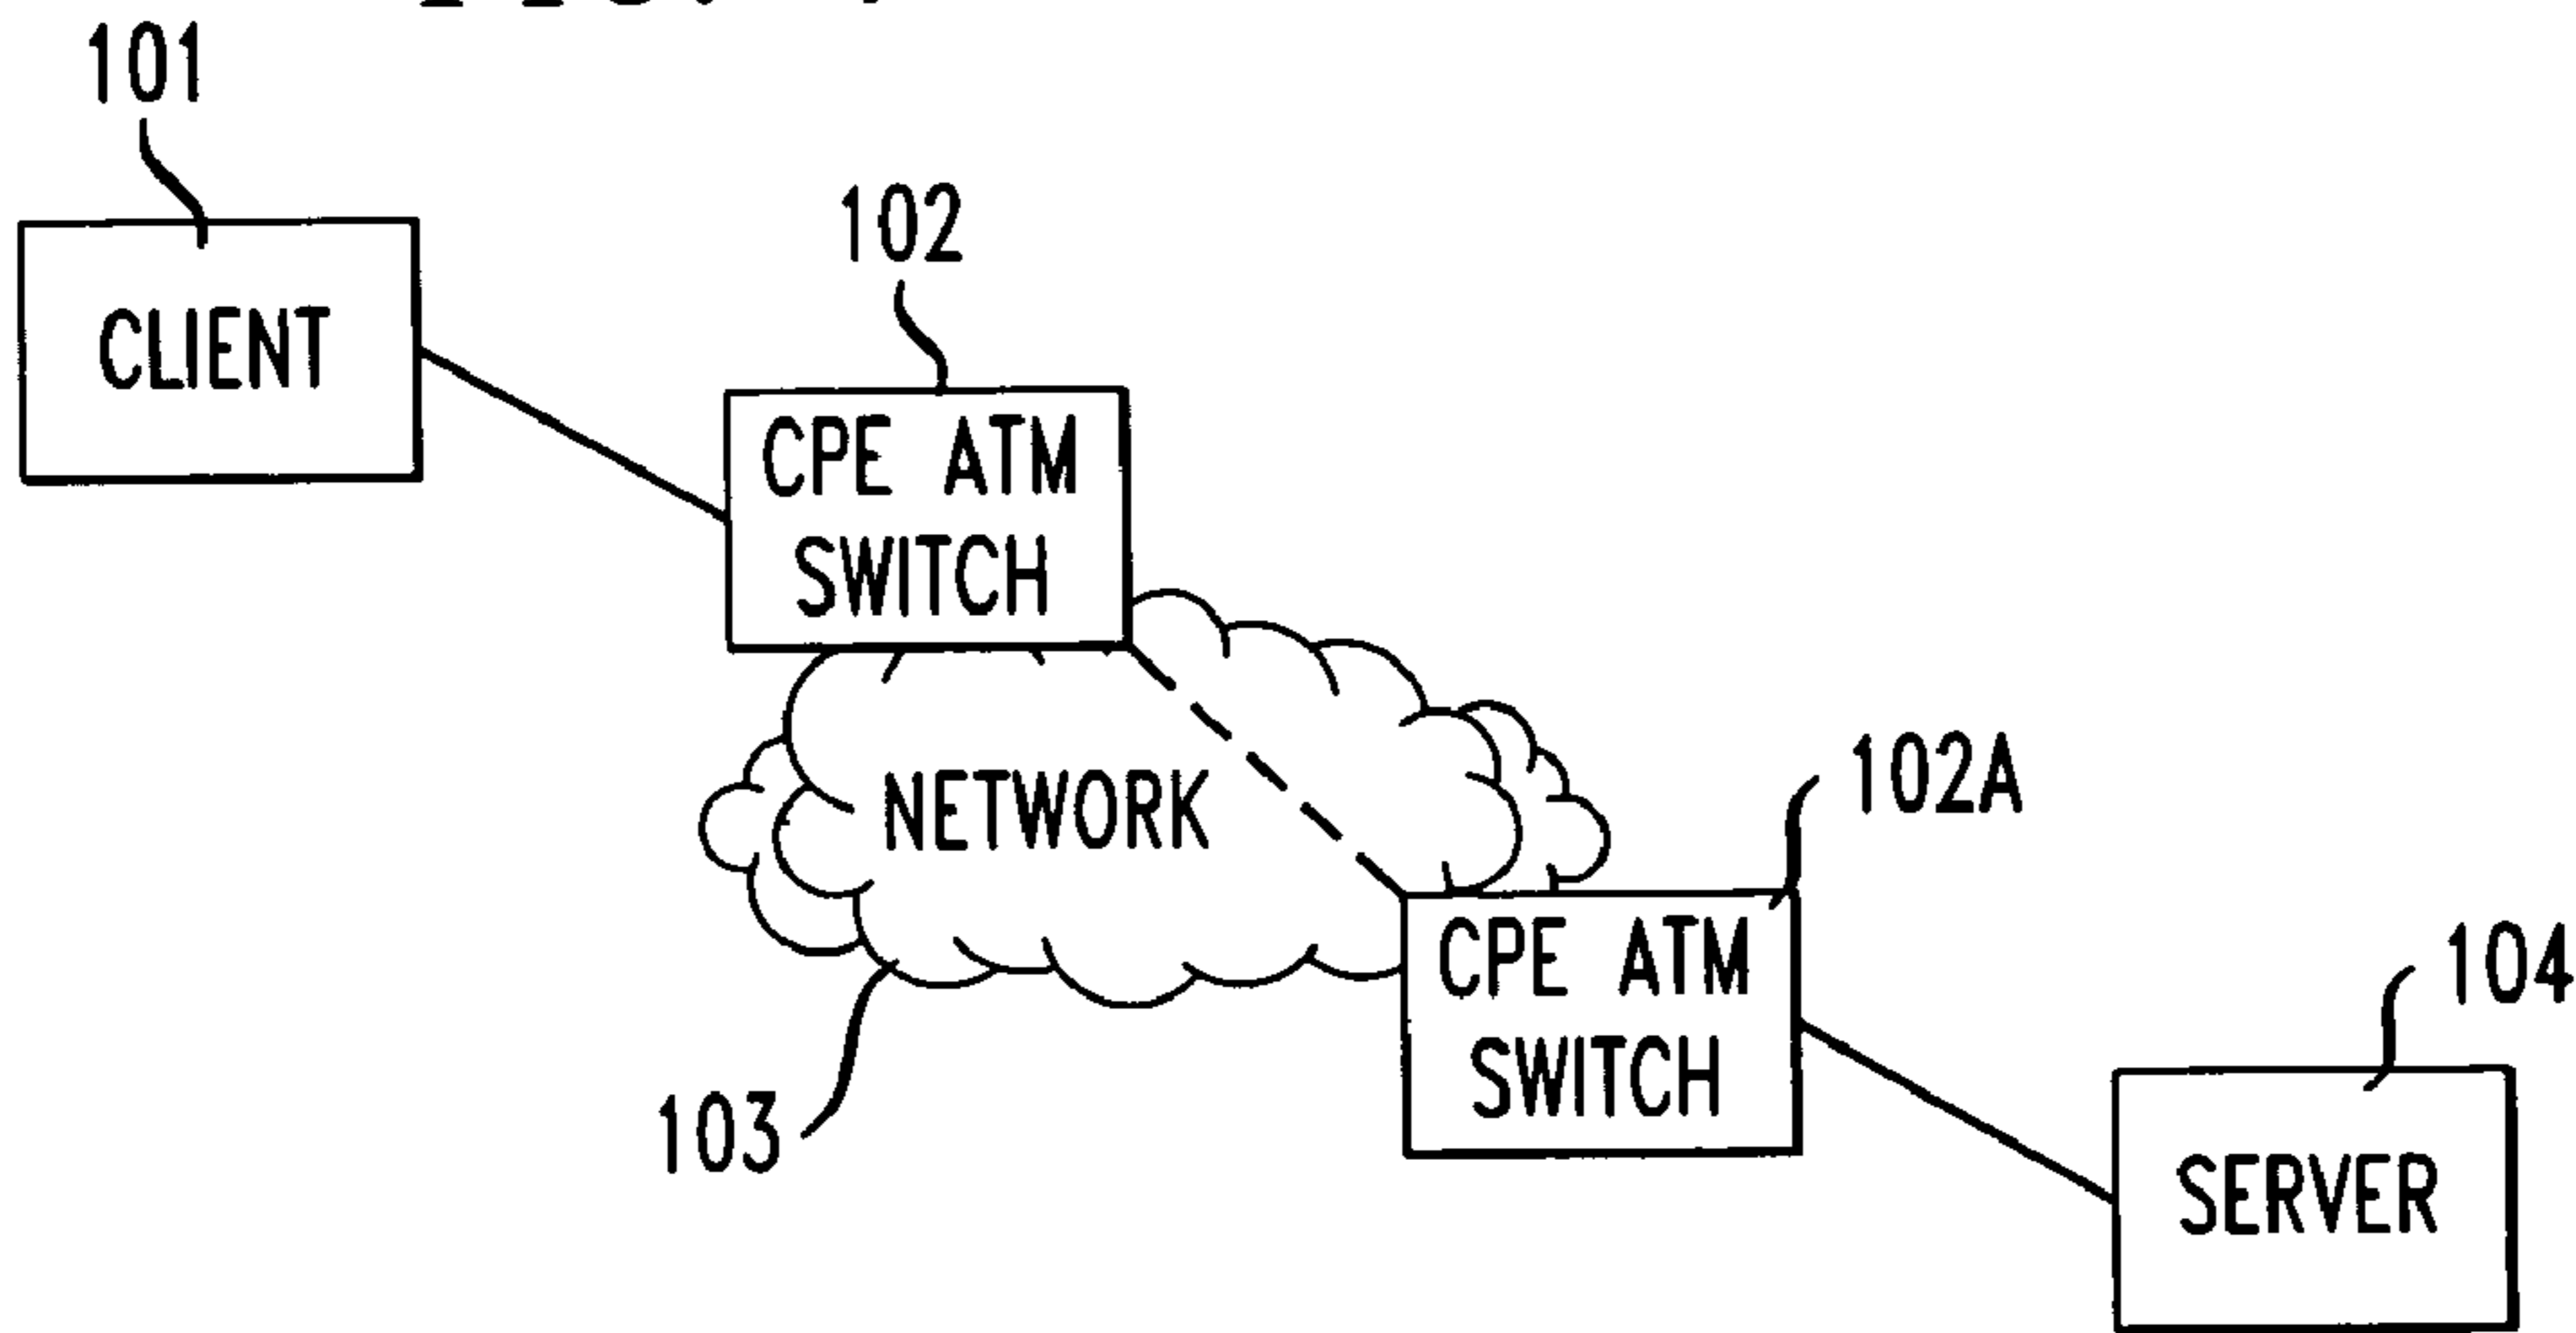 101
CLIENT
102
CPE ATM
SWITCH
NETWORK
102A
CPE ATM
SWITCH
103
104
SERVER